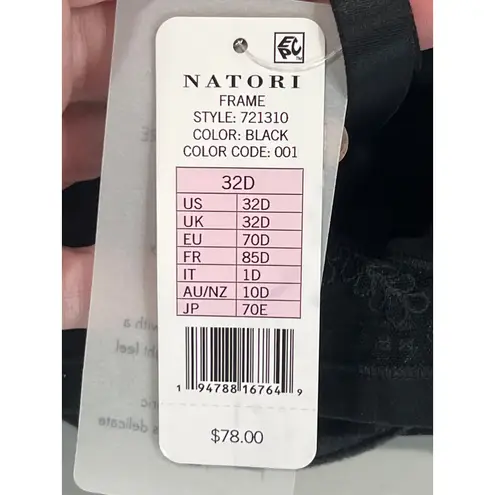 NATORI
FRAME
STYLE: 721310
COLOR: BLACK
COLOR CODE: 001
32D
US 32D
UK 32D
EU 70D
FR 85D
IT 1D
AU/NZ 10D
JP 70E
1 94788 16764 9
$78.00